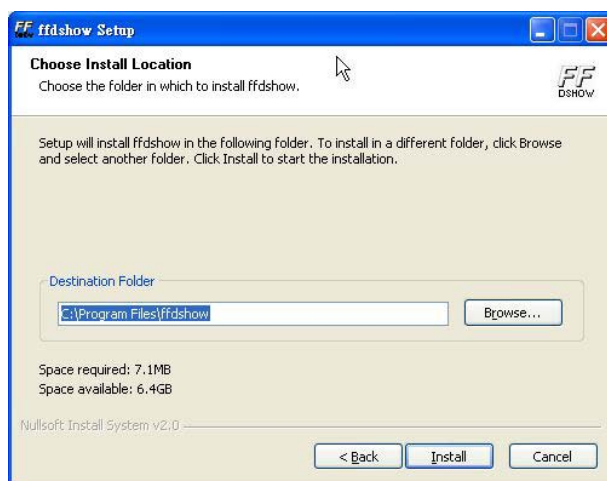 ffdshow Setup
Choose Install Location
Choose the folder in which to install ffdshow.
FF
DSHOW
Setup will install ffdshow in the following folder. To install in a different folder, click Browse
and select another folder. Click Install to start the installation.
Destination Folder
C:\Program Files\ffdshow
Browse...
Space required: 7.1MB
Space available: 6.4GB
Nullsoft Install System v2.0
< Back
Install
Cancel